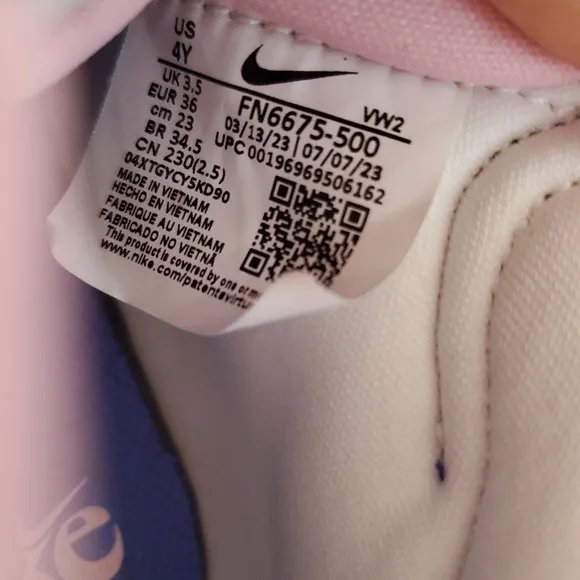 US
4Y
UK 3.5
EUR 36
cm 23
BR 34.5
CN 230(2.5)
VW2
FN6675-500
03/13/23 | 07/07/23
UPC 00196969506162
04XTGYCY5KD90
MADE IN VIETNAM
HECHO EN VIETNAM
FABRIQUE AU VIETNAM
FABRICADO NO VIETNÃ
This product is covered by one or
www.nike.com/patents